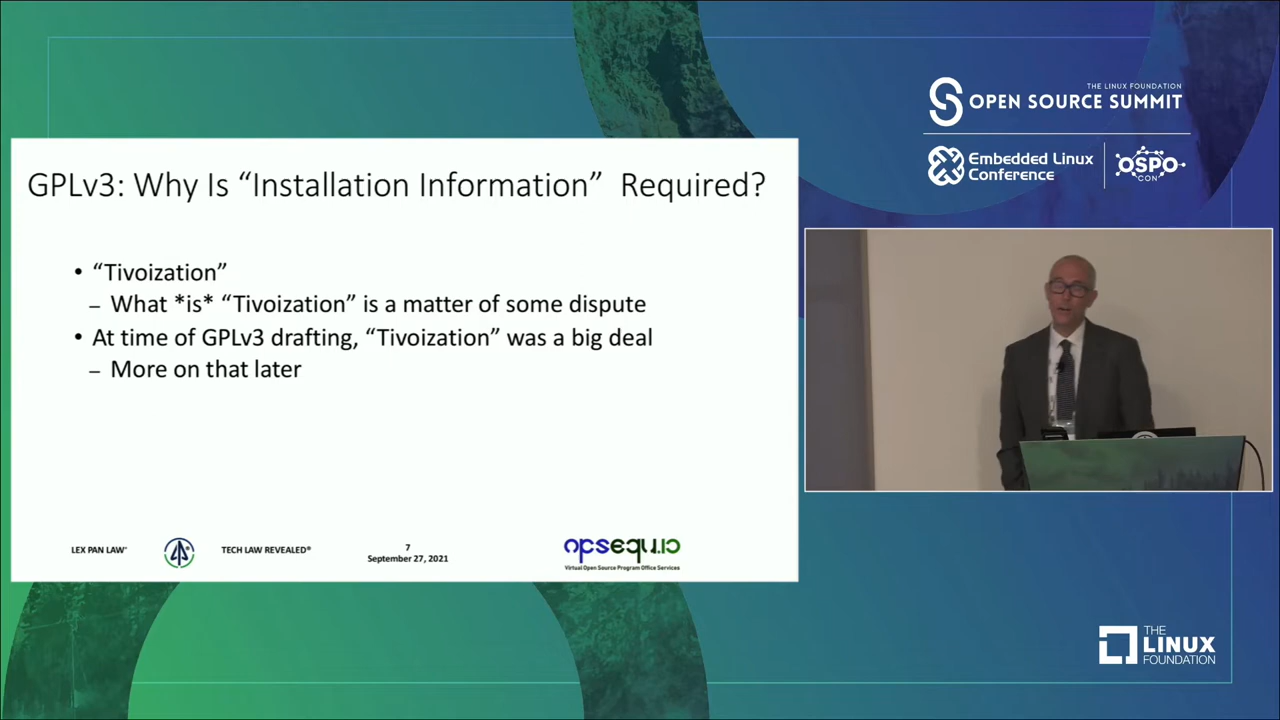 THE LINUX FOUNDATION
OPEN SOURCE SUMMIT
Embedded Linux
Conference
OSPO
CON
GPLv3: Why Is “Installation Information”  Required?
• “Tivoization”
– What *is* “Tivoization” is a matter of some dispute
• At time of GPLv3 drafting, “Tivoization” was a big deal
– More on that later
LEX PAN LAW®
TECH LAW REVEALED®
7
September 27, 2021
opsequ.io
Virtual Open Source Program Office Services
THE
LINUX
FOUNDATION